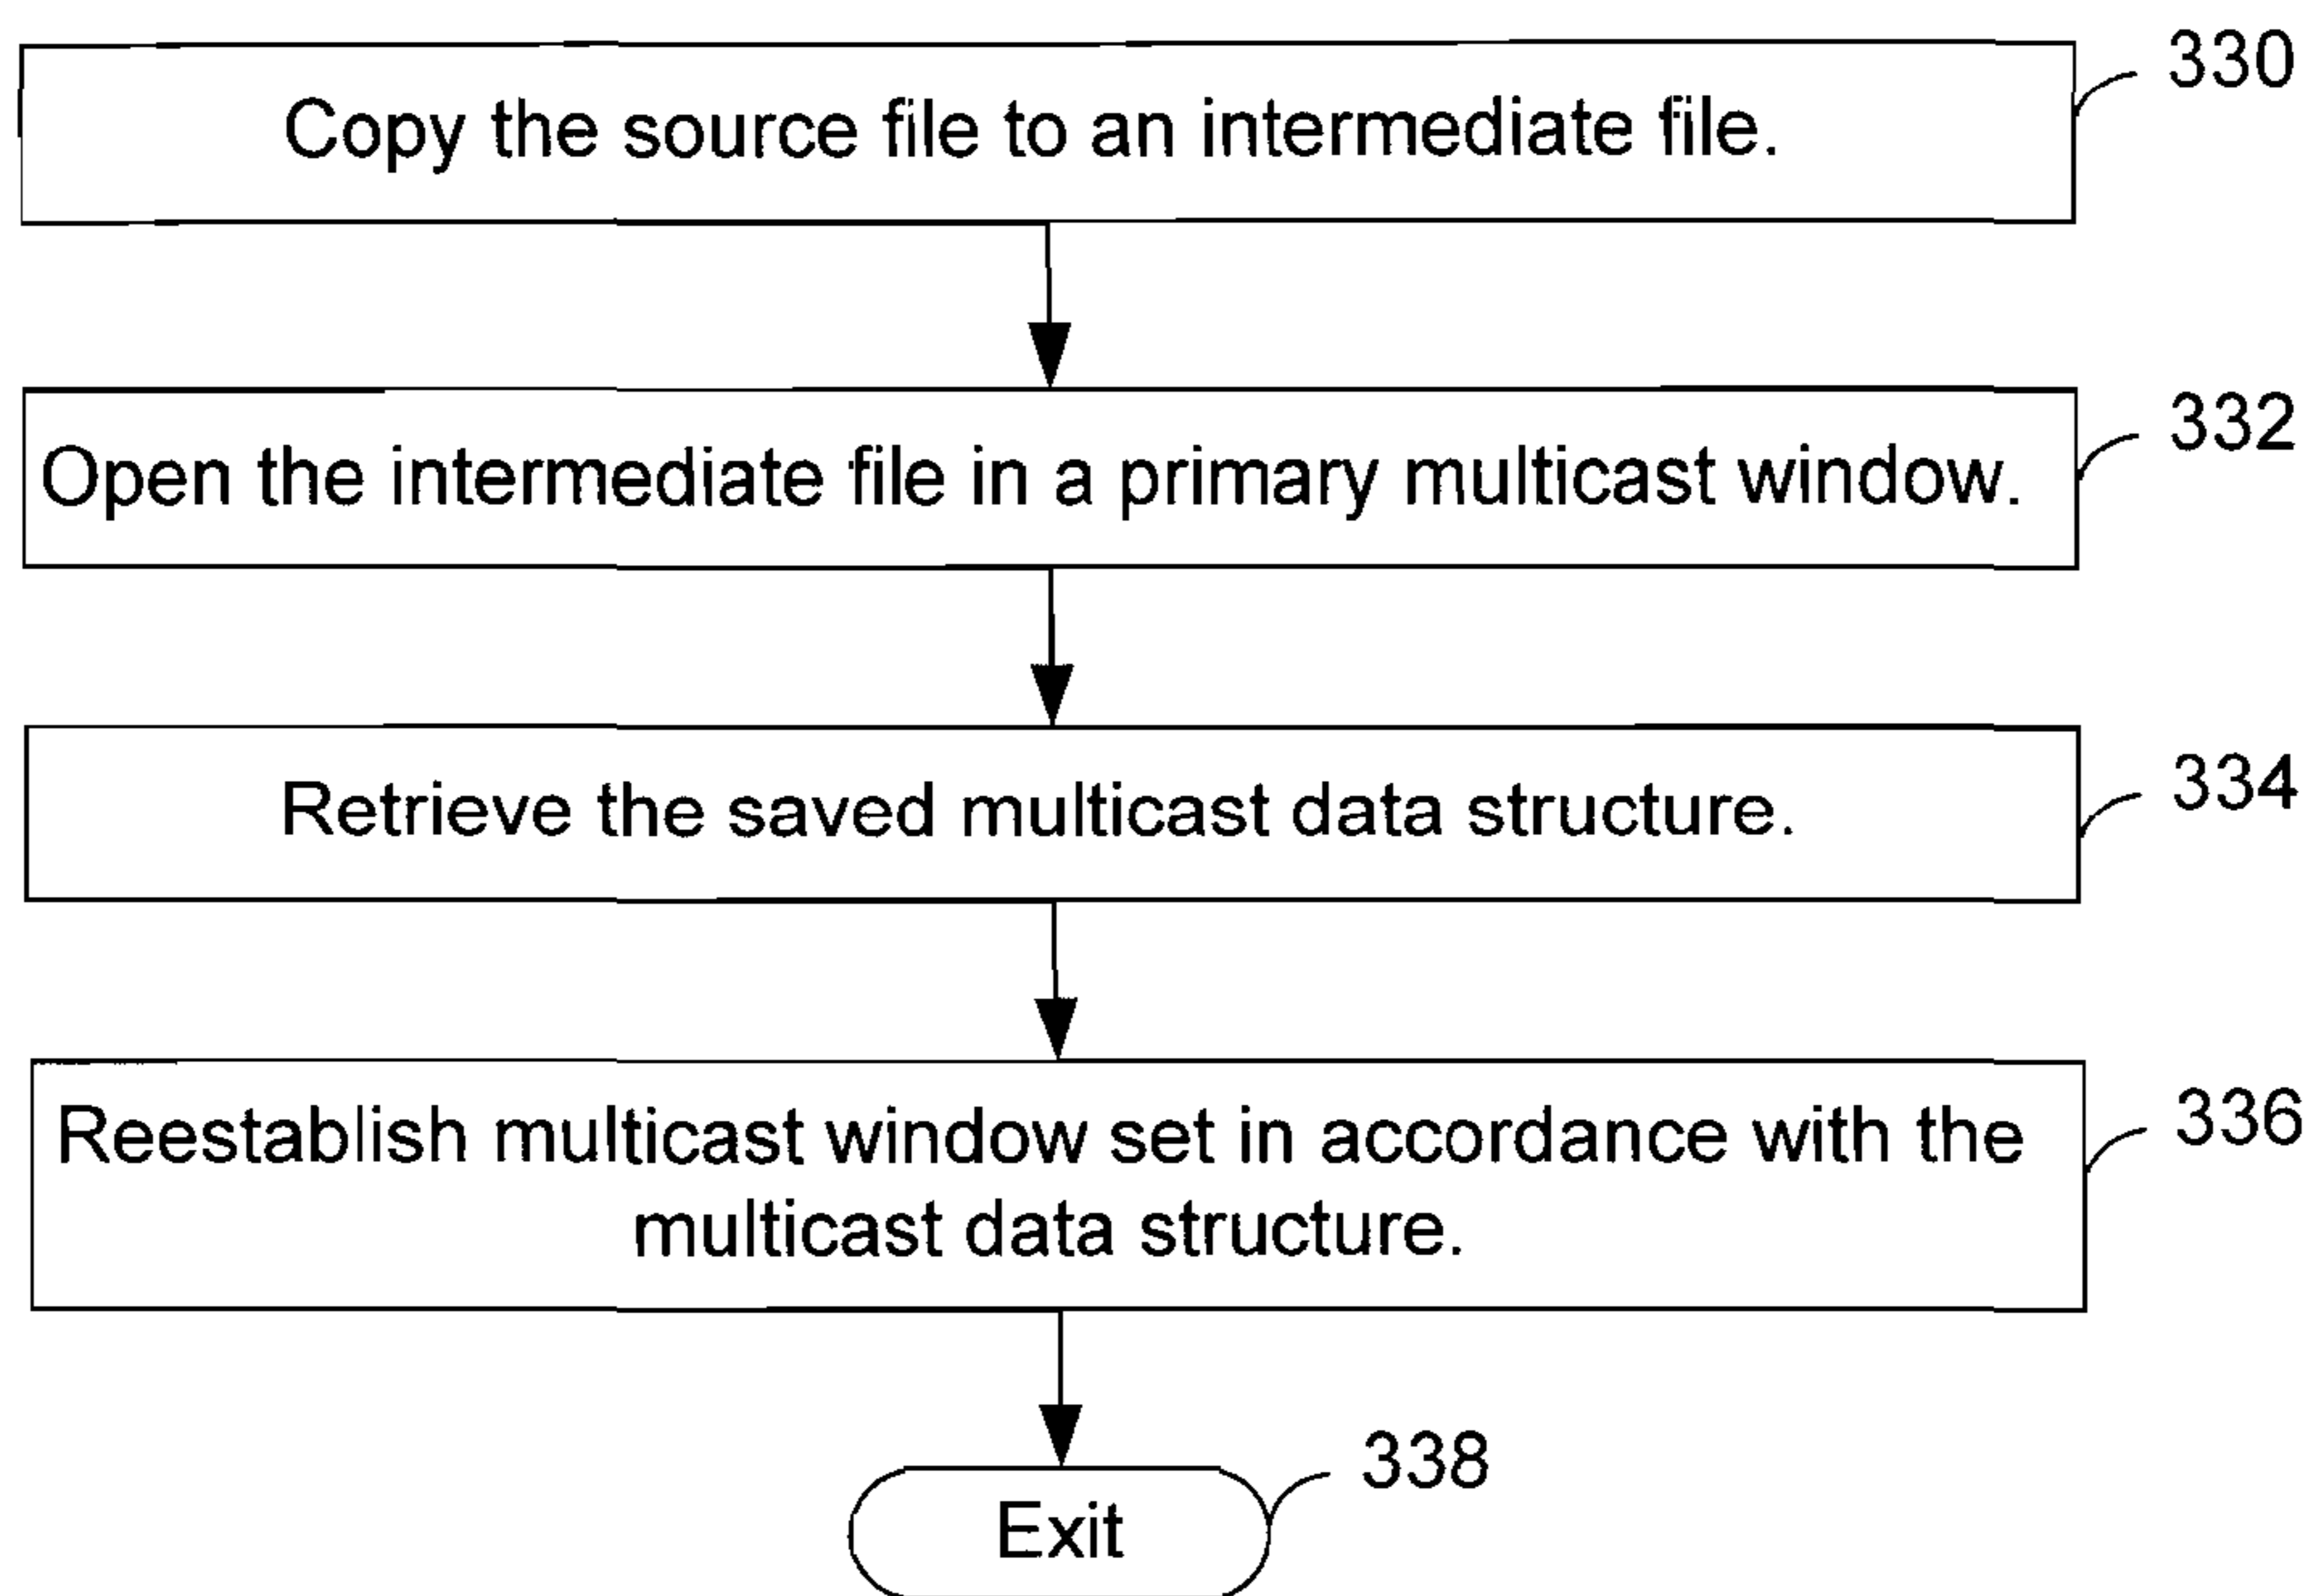 330
Copy the source file to an intermediate file.
332
Open the intermediate file in a primary multicast window.
334
Retrieve the saved multicast data structure.
336
Reestablish multicast window set in accordance with the
multicast data structure.
338
Exit